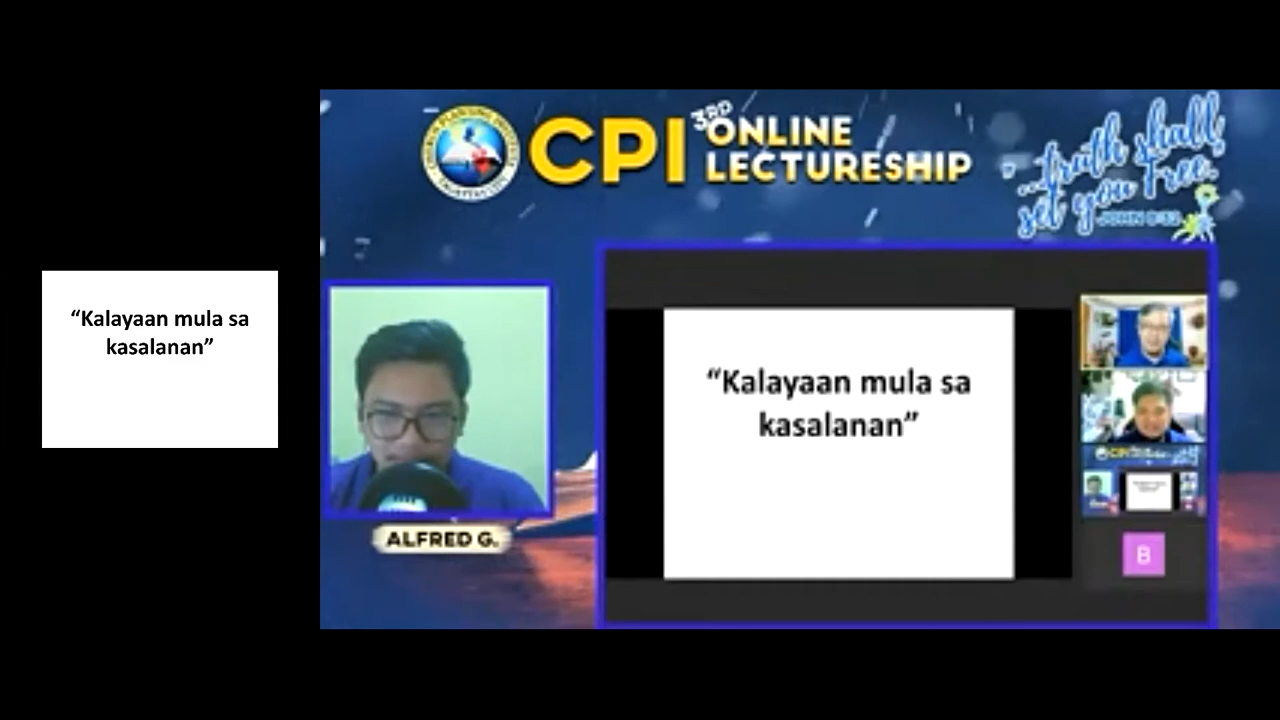 “Kalayaan mula sa
kasalanan”
CPI
3RD
ONLINE
LECTURESHIP
...truth shall
set you free.
JOHN 8:32
ALFRED G.
“Kalayaan mula sa
kasalanan”
CPI
B